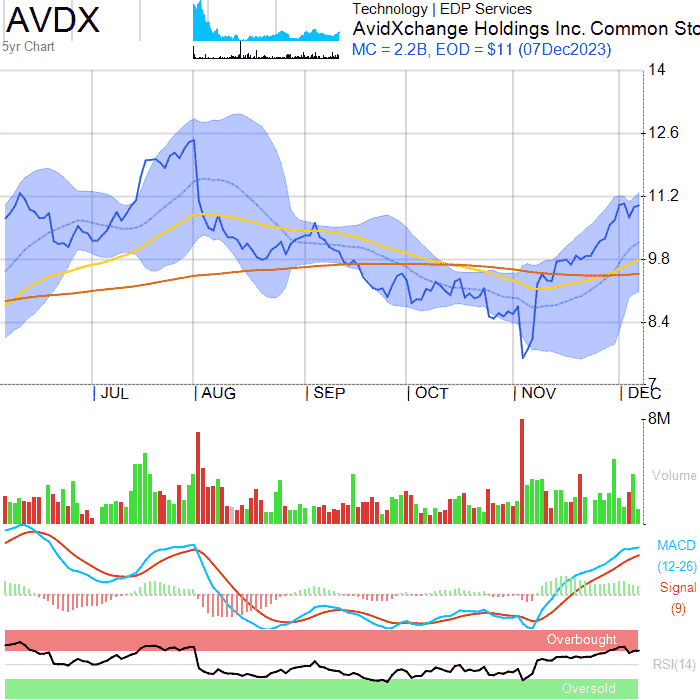 AVDX
5yr Chart
Technology | EDP Services
AvidXchange Holdings Inc. Common Sto
MC = 2.2B, EOD = $11 (07Dec2023)
14
12.6
11.2
9.8
8.4
7
JUL
AUG
SEP
OCT
NOV
DEC
8M
Volume
MACD
(12-26)
Signal
(9)
Overbought
RSI(14)
Oversold